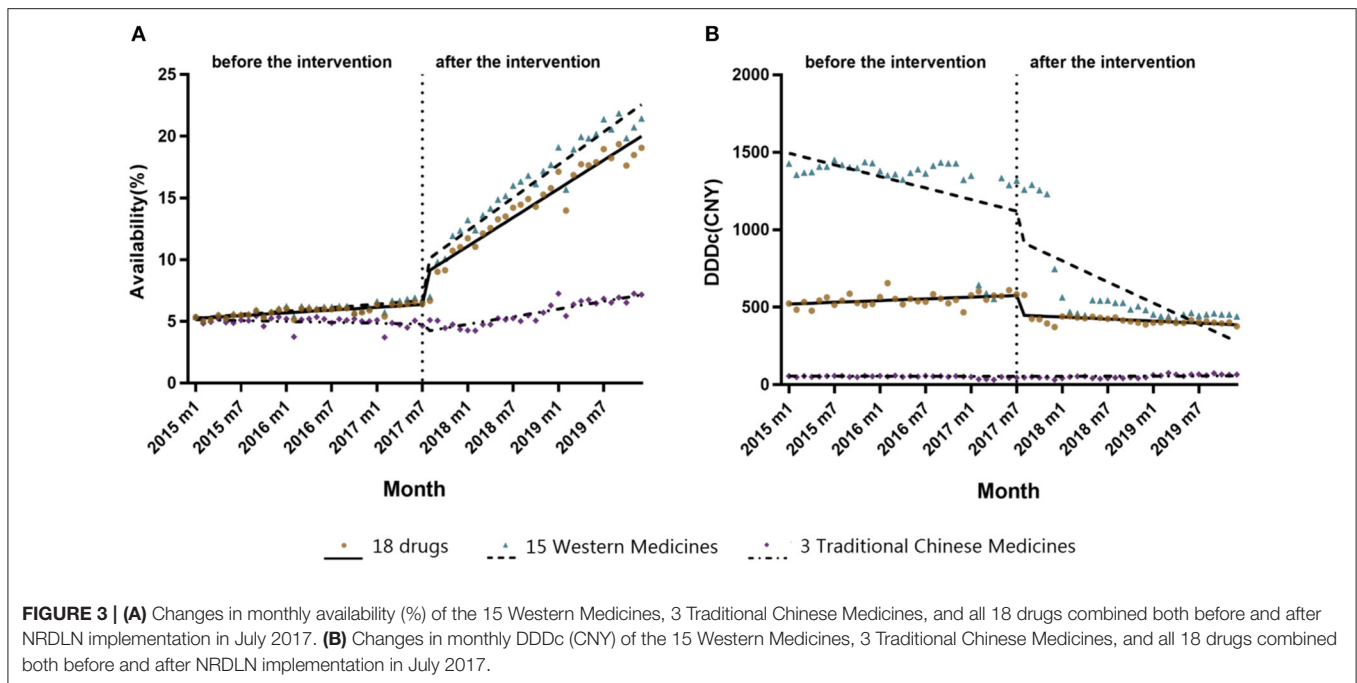 A
before the intervention
after the intervention
25
20
15
10
5
0
Availability(%)
2015 m1
2015 m7
2016 m1
2016 m7
2017 m1
2017 m7
2018 m1
2018 m7
2019 m1
2019 m7
Month
B
before the intervention
after the intervention
2000
1500
1000
500
0
DDDc(CNY)
2015 m1
2015 m7
2016 m1
2016 m7
2017 m1
2017 m7
2018 m1
2018 m7
2019 m1
2019 m7
Month
18 drugs
15 Western Medicines
3 Traditional Chinese Medicines
FIGURE 3 | (A) Changes in monthly availability (%) of the 15 Western Medicines, 3 Traditional Chinese Medicines, and all 18 drugs combined both before and after
NRDLN implementation in July 2017. (B) Changes in monthly DDDc (CNY) of the 15 Western Medicines, 3 Traditional Chinese Medicines, and all 18 drugs combined
both before and after NRDLN implementation in July 2017.